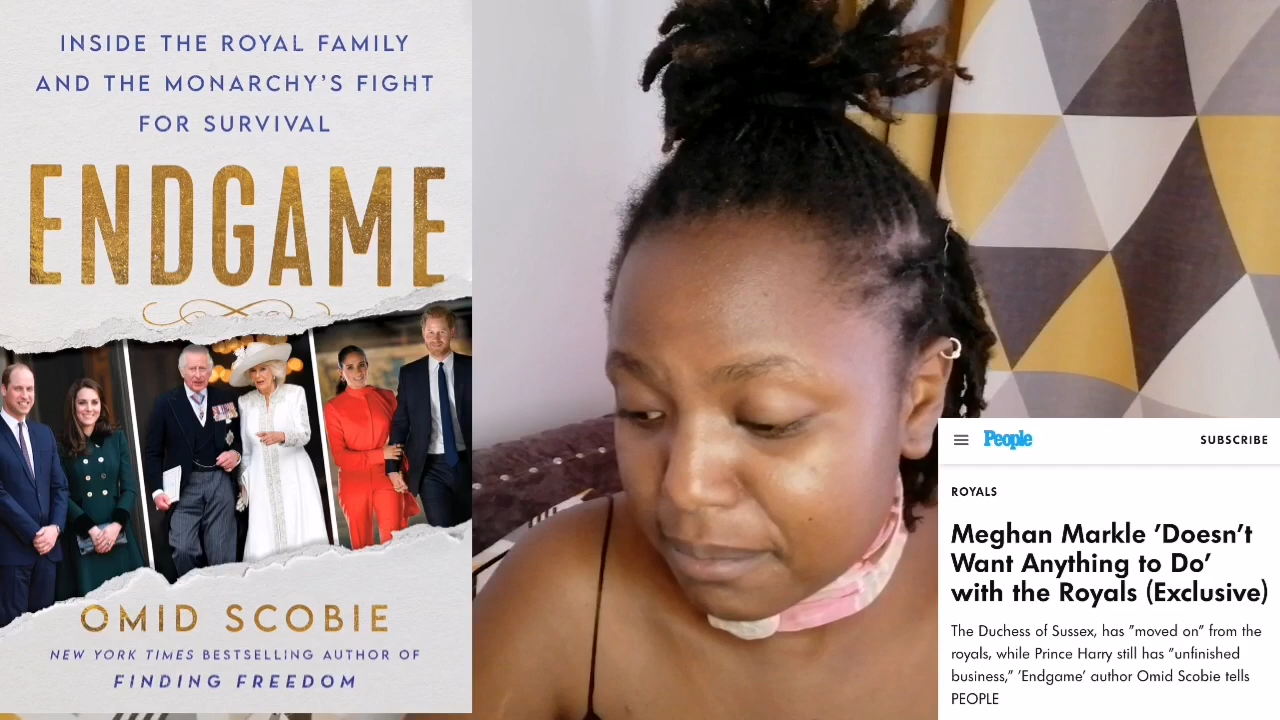 INSIDE THE ROYAL FAMILY
AND THE MONARCHY'S FIGHT
FOR SURVIVAL
ENDGAME
OMID SCOBIE
NEW YORK TIMES BESTSELLING AUTHOR OF
FINDING FREEDOM
People
SUBSCRIBE
ROYALS
Meghan Markle 'Doesn't
Want Anything to Do'
with the Royals (Exclusive)
The Duchess of Sussex, has "moved on" from the
royals, while Prince Harry still has "unfinished
business," 'Endgame' author Omid Scobie tells
PEOPLE